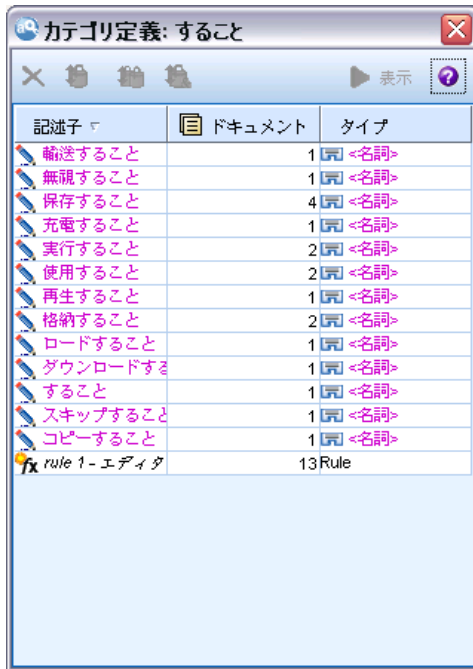 カテゴリ定義: すること
表示
記述子 ドキュメント タイプ
輸送すること 1 <名詞>
無視すること 1 <名詞>
保存すること 4 <名詞>
充電すること 1 <名詞>
実行すること 2 <名詞>
使用すること 2 <名詞>
再生すること 1 <名詞>
格納すること 2 <名詞>
ロードすること 1 <名詞>
ダウンロードする 1 <名詞>
すること 1 <名詞>
スキップすること 1 <名詞>
コピーすること 1 <名詞>
fx rule 1 - エディタ 13 Rule